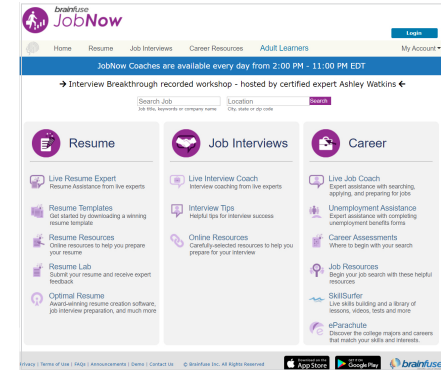 brainfuse
JobNow
Login
Home Resume Job Interviews Career Resources Adult Learners My Account
JobNow Coaches are available every day from 2:00 PM - 11:00 PM EDT
→ Interview Breakthrough recorded workshop - hosted by certified expert Ashley Watkins ←
Search Job Location Search
Job title, keywords or company name City, state or zip code
Resume
Live Resume Expert
Resume Assistance from live experts
Resume Templates
Get started by downloading a winning
resume template
Resume Resources
Online resources to help you prepare
your resume
Resume Lab
Submit your resume and receive expert
feedback
Optimal Resume
Award-winning resume creation software,
job interview preparation, and much more
Job Interviews
Live Interview Coach
Interview coaching from live experts
Interview Tips
Helpful tips for interview success
Online Resources
Carefully-selected resources to help you
prepare for your interview
Career
Live Job Coach
Expert assistance with searching,
applying, and preparing for jobs
Unemployment Assistance
Expert assistance with completing
unemployment benefits forms
Career Assessments
Where to begin with your search
Job Resources
Begin your job search with these helpful
resources
SkillSurfer
Live skills building and a library of
lessons, videos, tests and more
eParachute
Discover the college majors and careers
that match your skills and interests.
rivacy | Terms of Use | FAQs | Announcements | Demo | Contact Us © Brainfuse Inc. All Rights Reserved
Download on the
App Store
GET IT ON
Google Play
brainfuse